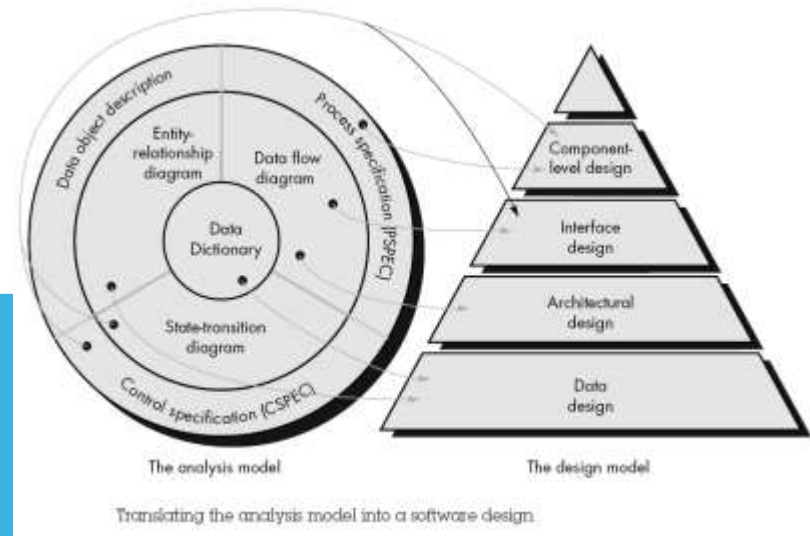 Data object description
Entity-
relationship
diagram
Data flow
diagram
Process specification (PSPEC)
Data
Dictionary
State-transition
diagram
Control specification (CSPEC)
The analysis model
Component-
level design
Interface
design
Architectural
design
Data
design
The design model
Translating the analysis model into a software design